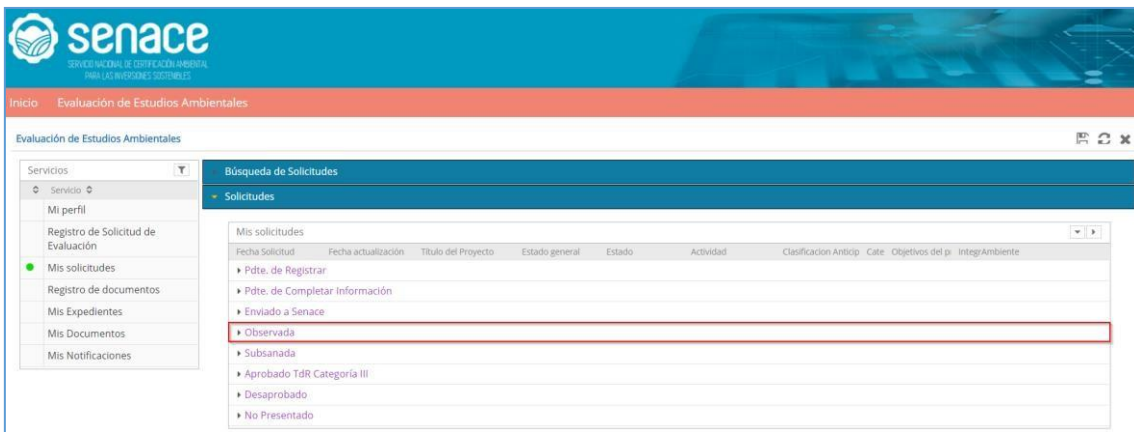 senace
SERVICIO NACIONAL DE CERTIFICACIÓN AMBIENTAL
PARA LAS INVERSIONES SOSTENIBLES
Inicio Evaluación de Estudios Ambientales
Evaluación de Estudios Ambientales
Servicios
Servicio
Mi perfil
Registro de Solicitud de
Evaluación
Mis solicitudes
Registro de documentos
Mis Expedientes
Mis Documentos
Mis Notificaciones
Búsqueda de Solicitudes
Solicitudes
Mis solicitudes
Fecha Solicitud Fecha actualización Título del Proyecto Estado general Estado Actividad Clasificacion Anticip Cate Objetivos del p IntegrAmbiente
Pdte. de Registrar
Pdte. de Completar Información
Enviado a Senace
Observada
Subsanada
Aprobado TdR Categoría III
Desaprobado
No Presentado